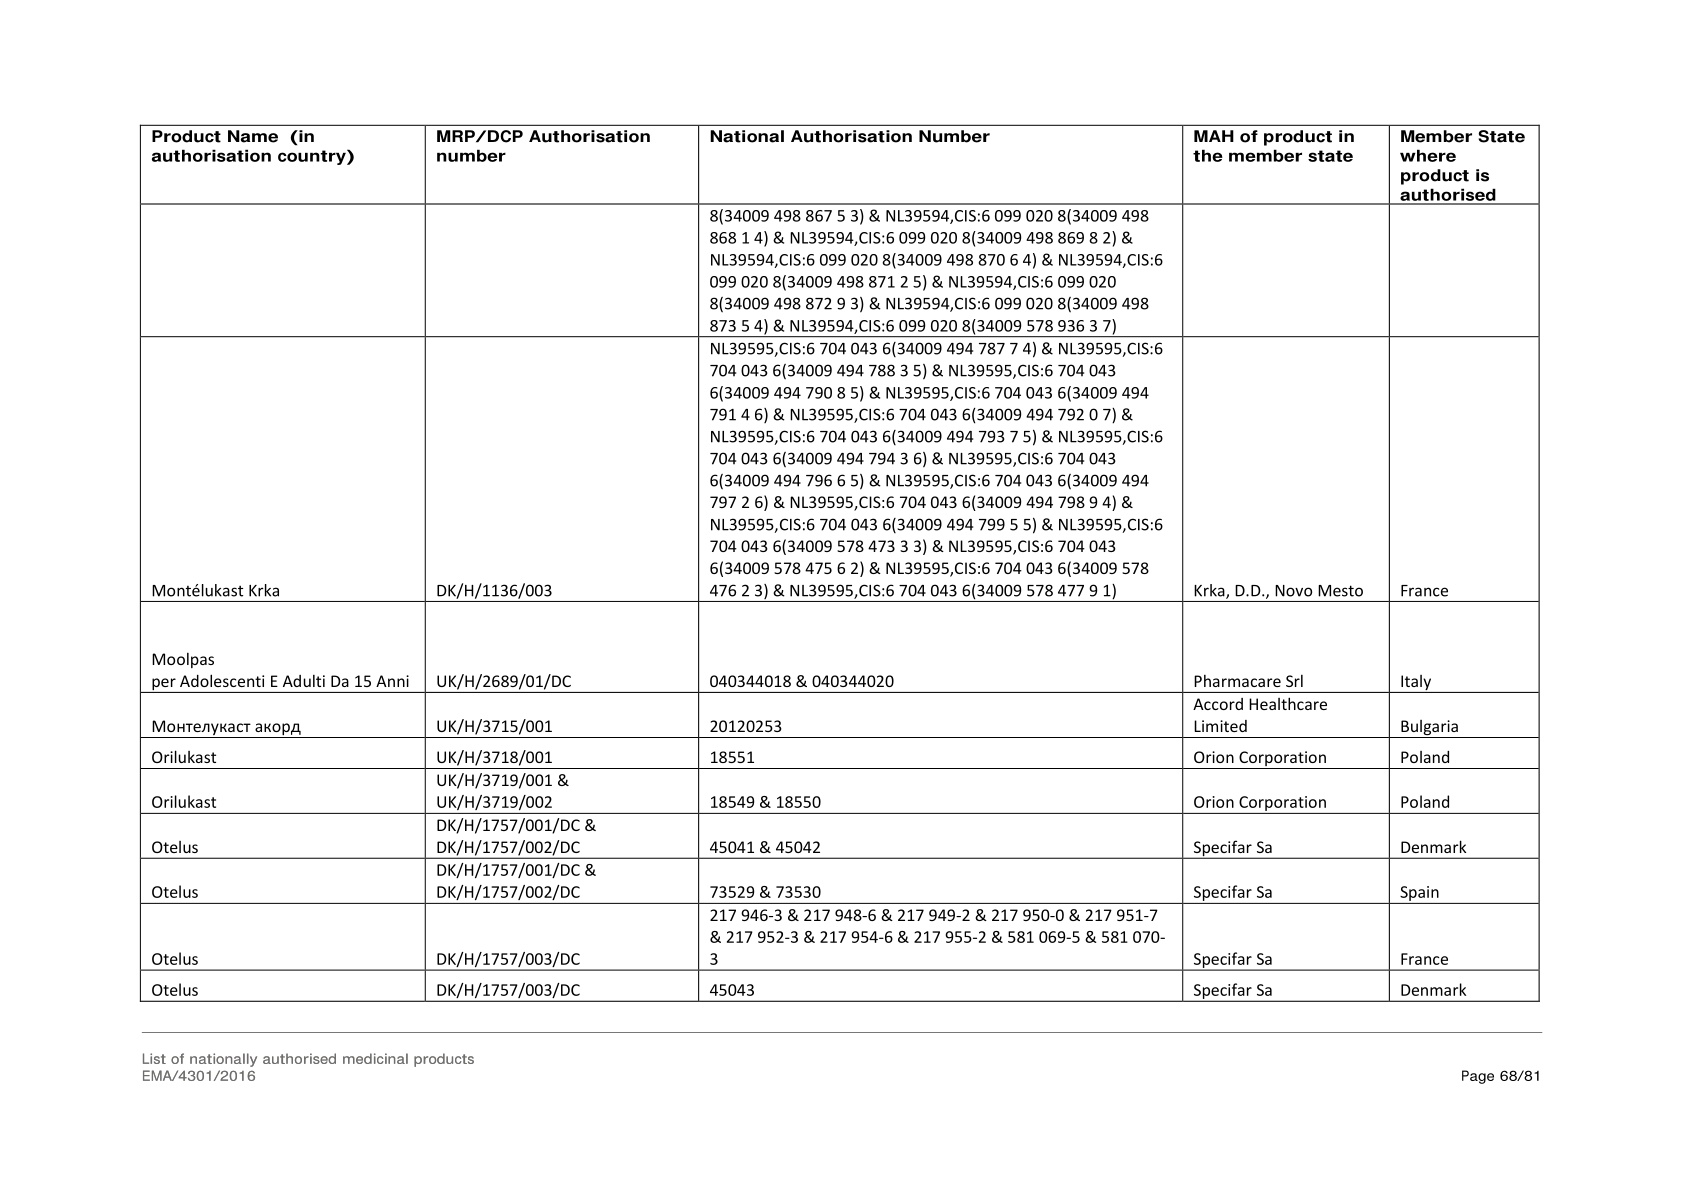 Product Name (in authorisation country)
MRP/DCP Authorisation number
National Authorisation Number
MAH of product in the member state
Member State where product is authorised
8(34009 498 867 5 3) & NL39594,CIS:6 099 020 8(34009 498
868 1 4) & NL39594,CIS:6 099 020 8(34009 498 869 8 2) &
NL39594,CIS:6 099 020 8(34009 498 870 6 4) & NL39594,CIS:6
099 020 8(34009 498 871 2 5) & NL39594,CIS:6 099 020
8(34009 498 872 9 3) & NL39594,CIS:6 099 020 8(34009 498
873 5 4) & NL39594,CIS:6 099 020 8(34009 578 936 3 7)
Montélukast Krka
DK/H/1136/003
NL39595,CIS:6 704 043 6(34009 494 787 7 4) & NL39595,CIS:6
704 043 6(34009 494 788 3 5) & NL39595,CIS:6 704 043
6(34009 494 790 8 5) & NL39595,CIS:6 704 043 6(34009 494
791 4 6) & NL39595,CIS:6 704 043 6(34009 494 792 0 7) &
NL39595,CIS:6 704 043 6(34009 494 793 7 5) & NL39595,CIS:6
704 043 6(34009 494 794 3 6) & NL39595,CIS:6 704 043
6(34009 494 796 6 5) & NL39595,CIS:6 704 043 6(34009 494
797 2 6) & NL39595,CIS:6 704 043 6(34009 494 798 9 4) &
NL39595,CIS:6 704 043 6(34009 494 799 5 5) & NL39595,CIS:6
704 043 6(34009 578 473 3 3) & NL39595,CIS:6 704 043
6(34009 578 475 6 2) & NL39595,CIS:6 704 043 6(34009 578
476 2 3) & NL39595,CIS:6 704 043 6(34009 578 477 9 1)
Krka, D.D., Novo Mesto
France
Moolpas
per Adolescenti E Adulti Da 15 Anni
UK/H/2689/01/DC
040344018 & 040344020
Pharmacare Srl
Italy
Монтелукаст акорд
UK/H/3715/001
20120253
Accord Healthcare
Limited
Bulgaria
Orilukast
UK/H/3718/001
18551
Orion Corporation
Poland
Orilukast
UK/H/3719/001 &
UK/H/3719/002
18549 & 18550
Orion Corporation
Poland
Otelus
DK/H/1757/001/DC &
DK/H/1757/002/DC
45041 & 45042
Specifar Sa
Denmark
Otelus
DK/H/1757/001/DC &
DK/H/1757/002/DC
73529 & 73530
Specifar Sa
Spain
Otelus
DK/H/1757/003/DC
217 946-3 & 217 948-6 & 217 949-2 & 217 950-0 & 217 951-7
& 217 952-3 & 217 954-6 & 217 955-2 & 581 069-5 & 581 070-
3
Specifar Sa
France
Otelus
DK/H/1757/003/DC
45043
Specifar Sa
Denmark
List of nationally authorised medicinal products
EMA/4301/2016
Page 68/81